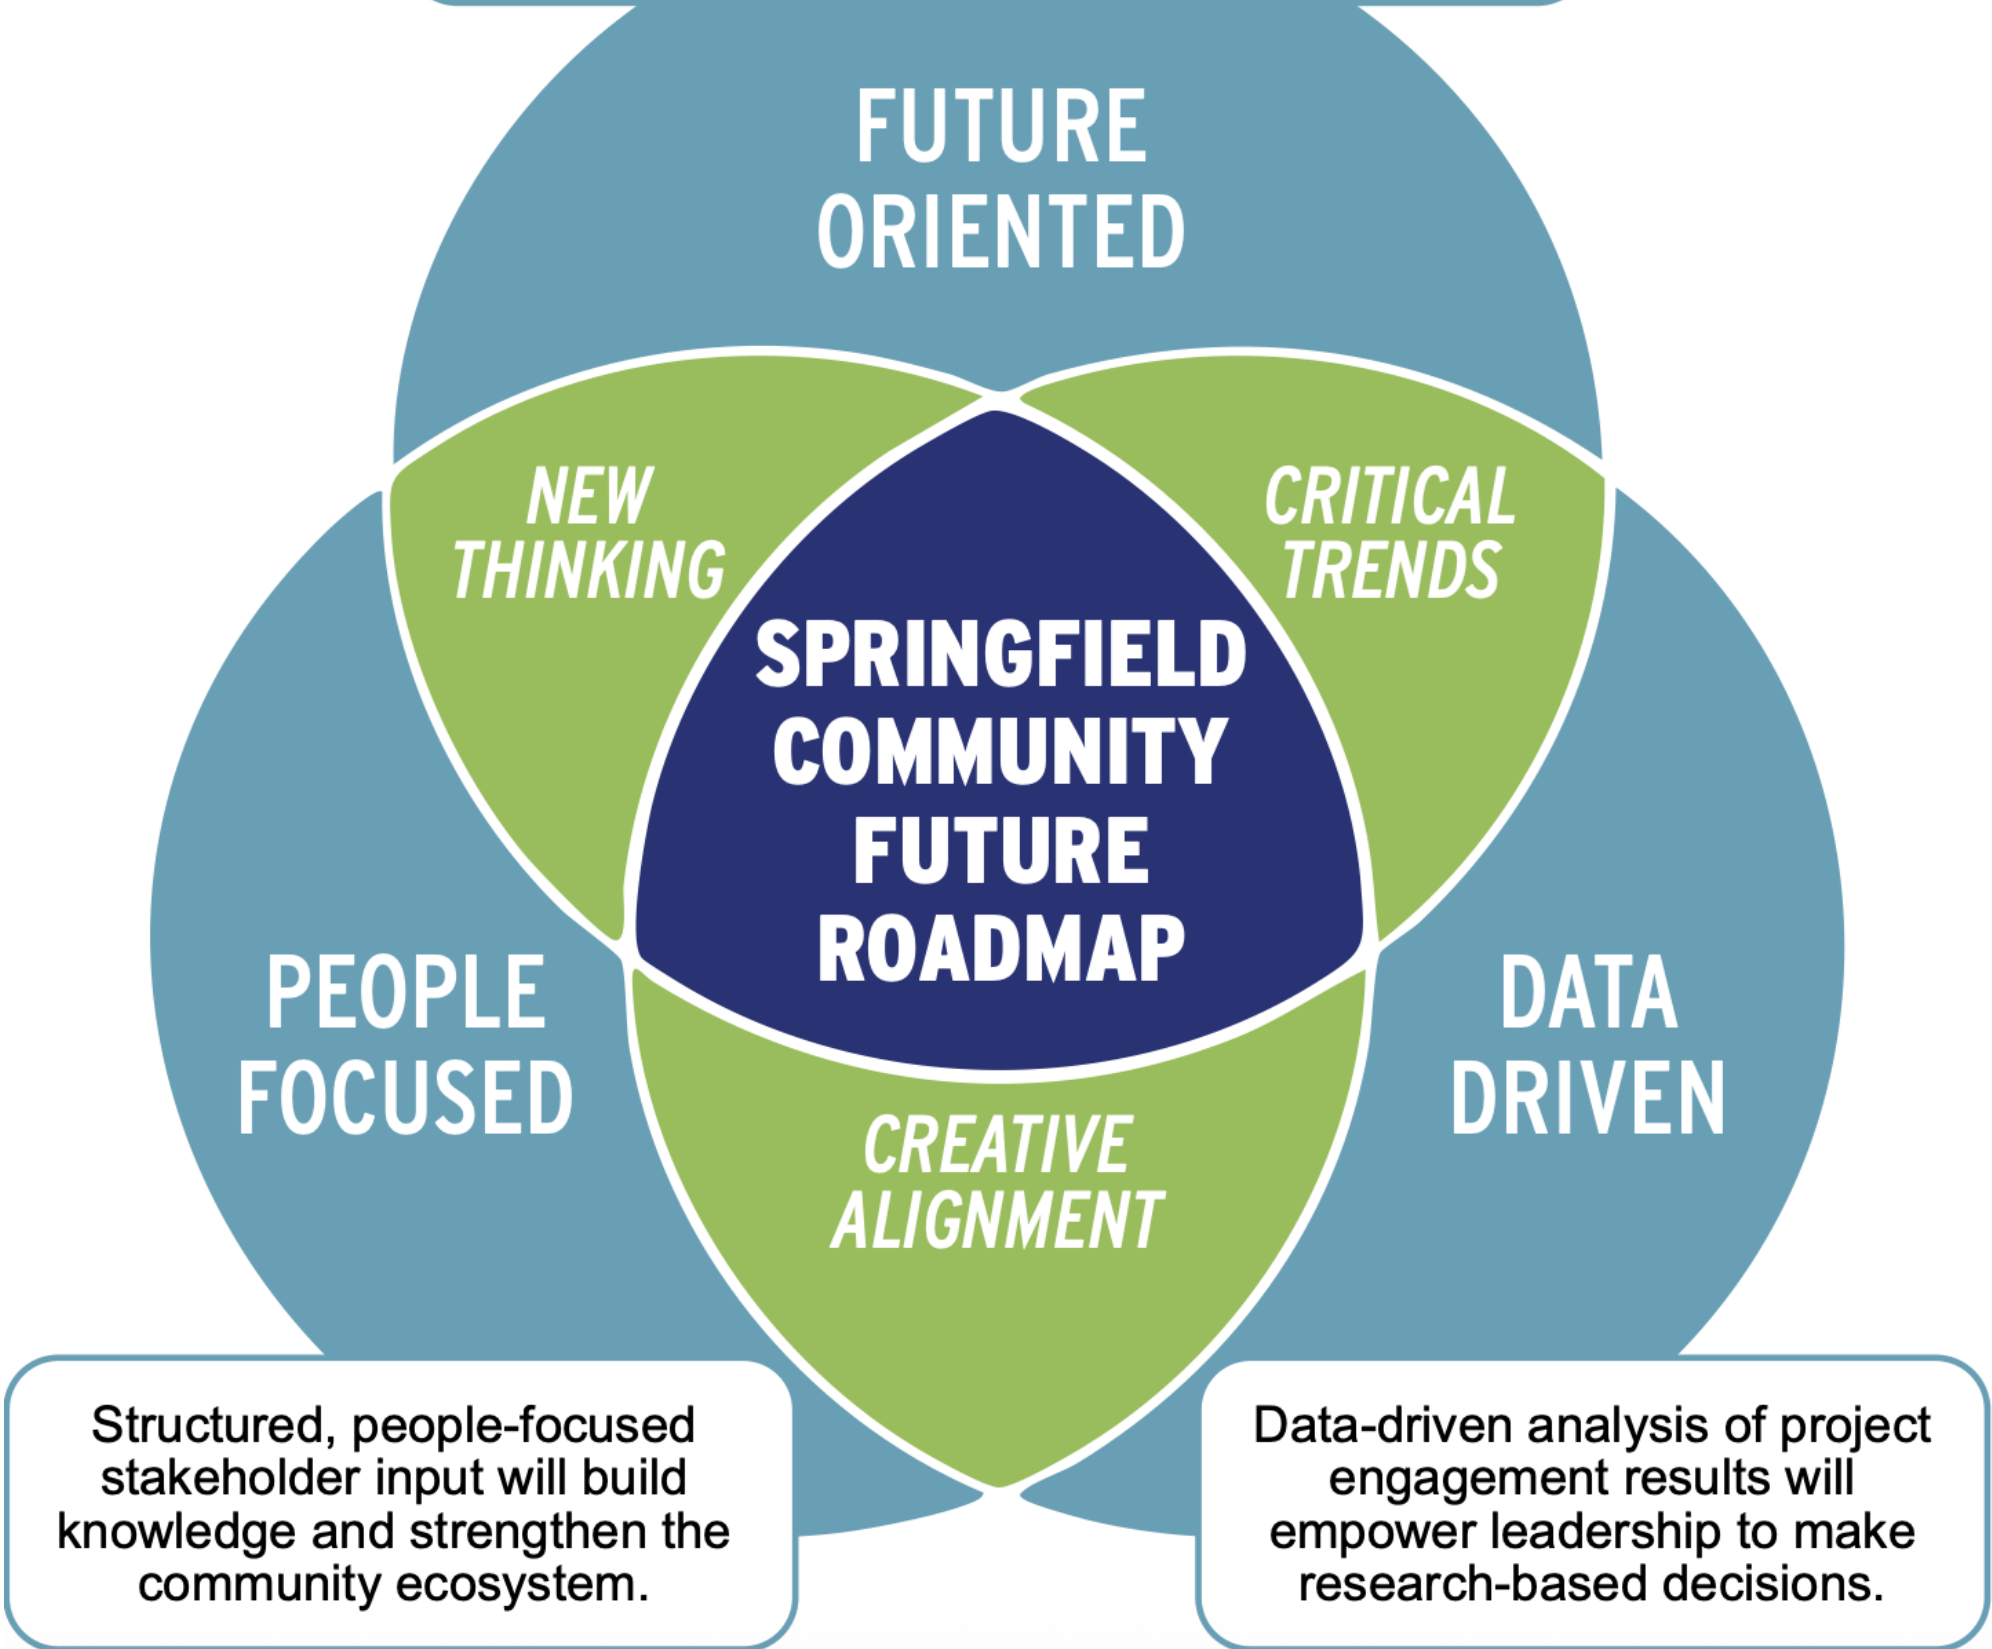 FUTURE
ORIENTED
NEW
THINKING
CRITICAL
TRENDS
SPRINGFIELD
COMMUNITY
FUTURE
ROADMAP
PEOPLE
FOCUSED
DATA
DRIVEN
CREATIVE
ALIGNMENT
Structured, people-focused
stakeholder input will build
knowledge and strengthen the
community ecosystem.
Data-driven analysis of project
engagement results will
empower leadership to make
research-based decisions.